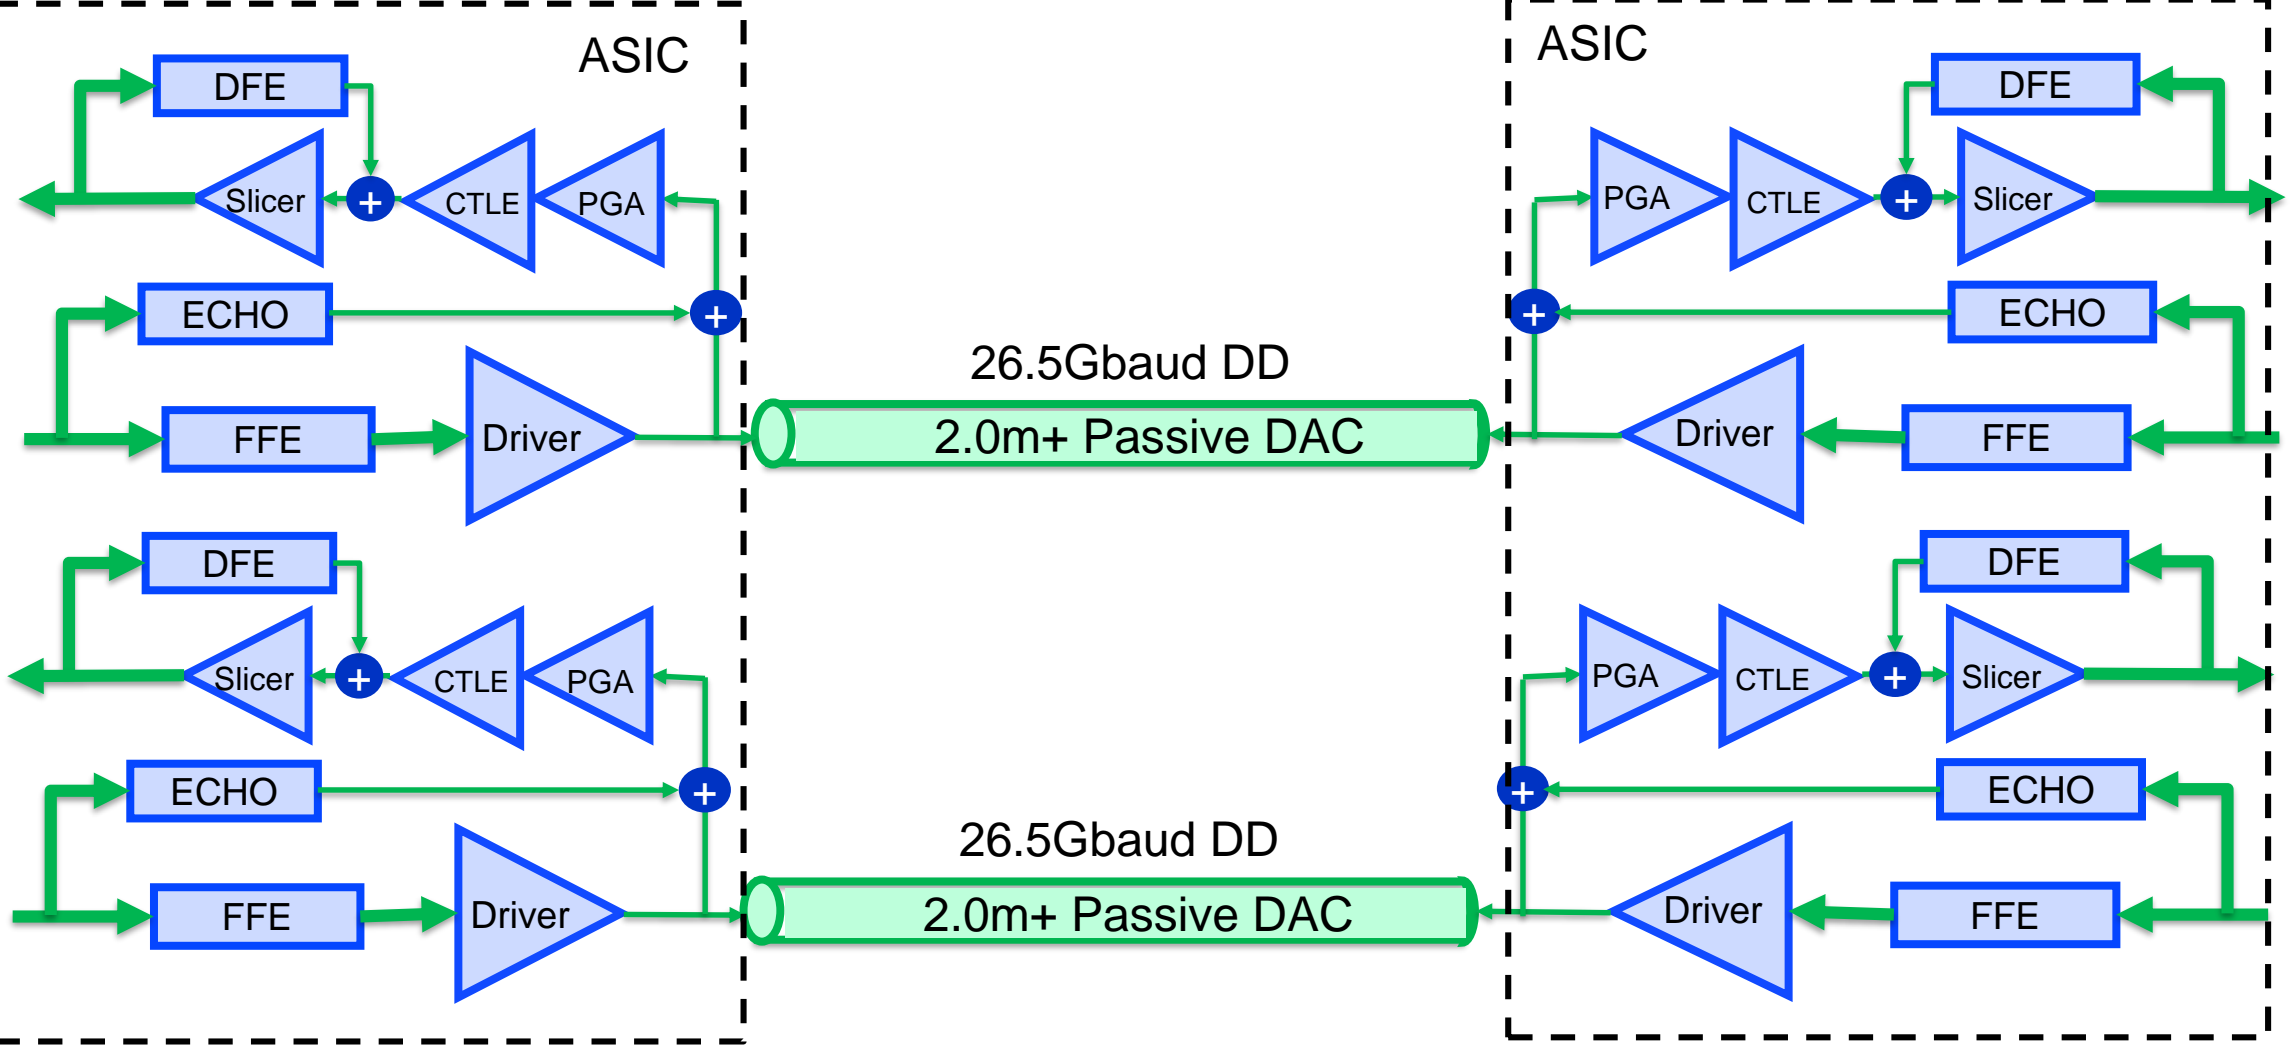 ASIC
ASIC
DFE
DFE
Slicer
+
CTLE
PGA
PGA
CTLE
+
Slicer
ECHO
+
+
ECHO
26.5Gbaud DD
FFE
Driver
2.0m+ Passive DAC
Driver
FFE
DFE
DFE
Slicer
+
CTLE
PGA
PGA
CTLE
+
Slicer
ECHO
+
+
ECHO
26.5Gbaud DD
FFE
Driver
2.0m+ Passive DAC
Driver
FFE